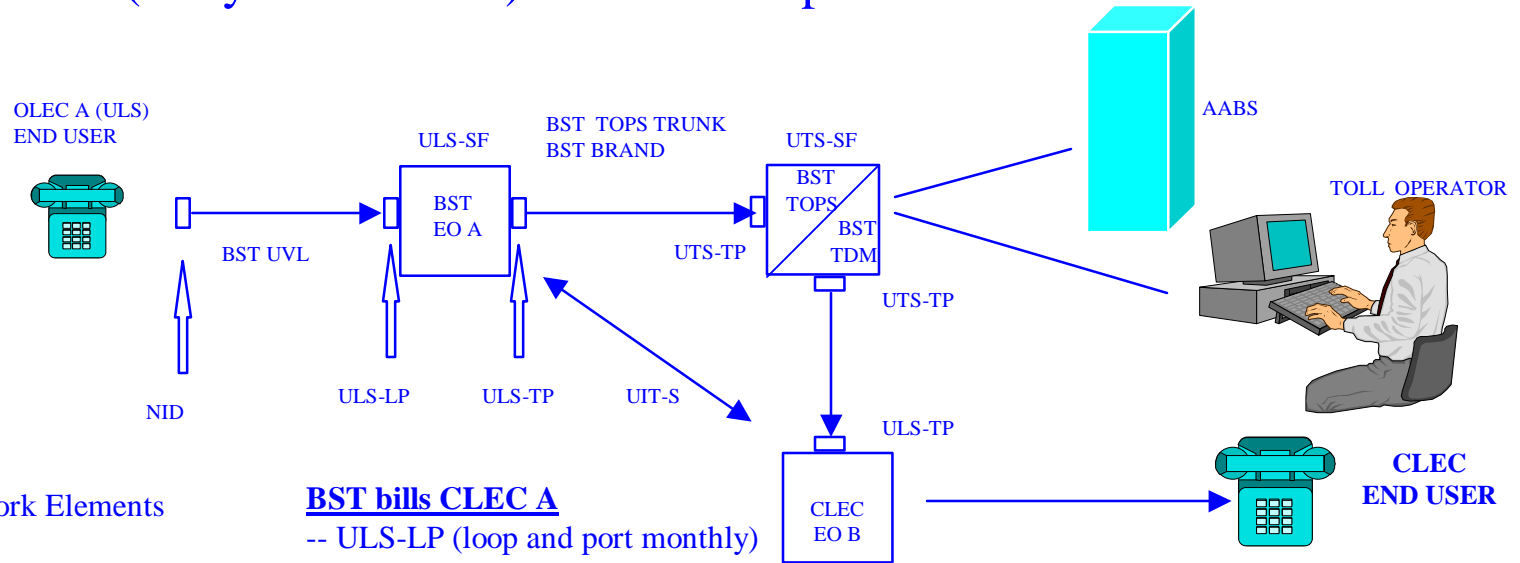 OLEC A (ULS)
END USER
ULS-SF
BST TOPS TRUNK
BST BRAND
UTS-SF
AABS
TOLL OPERATOR
BST
EO A
BST
TOPS
BST
TDM
BST UVL
UTS-TP
UTS-TP
NID
ULS-LP
ULS-TP
UIT-S
ULS-TP
CLEC
END USER
CLEC
EO B
Elements
BST bills CLEC A
-- ULS-LP (loop and port monthly)